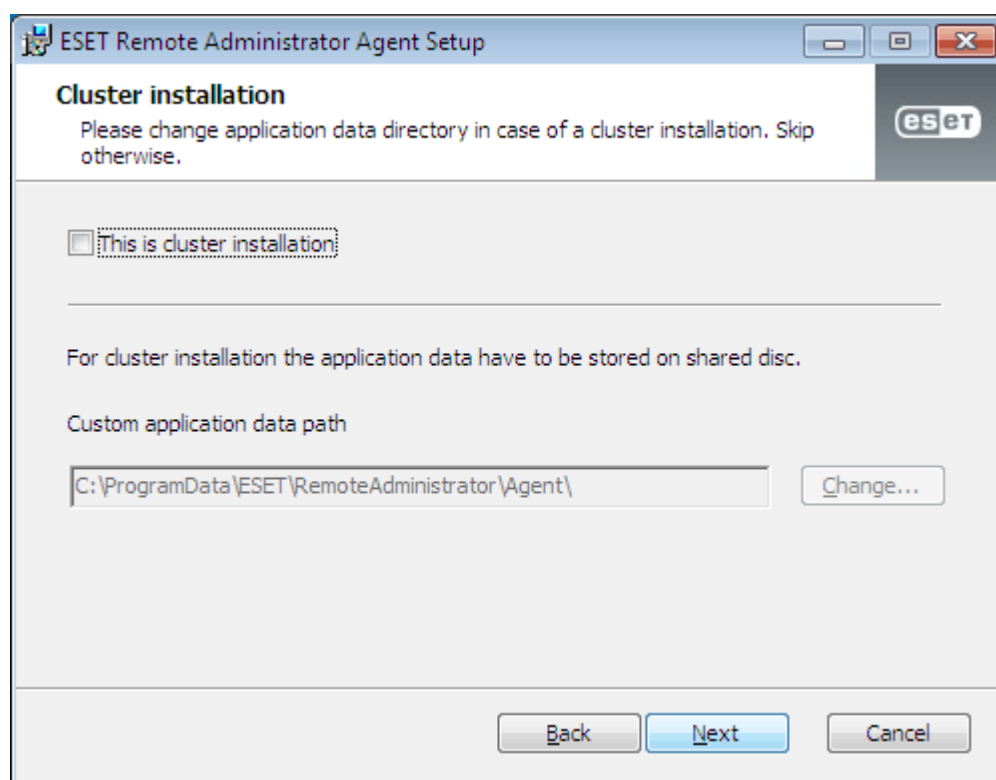 ESET Remote Administrator Agent Setup
Cluster installation
Please change application data directory in case of a cluster installation. Skip
otherwise.
eseT
This is cluster installation
For cluster installation the application data have to be stored on shared disc.
Custom application data path
C:\ProgramData\ESET\RemoteAdministrator\Agent\
Change...
Back
Next
Cancel